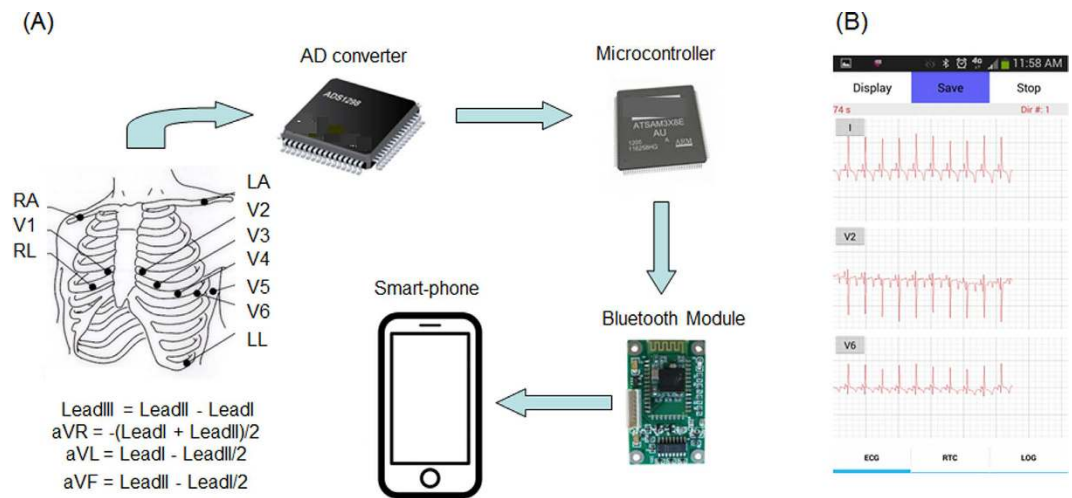 (A)
AD converter
ADS1298
Microcontroller
ATSAM3X8E
AU
ARM
RA
V1
RL
LA
V2
V3
V4
V5
V6
LL
Smart-phone
Bluetooth Module
LeadIII = LeadII - LeadI
aVR = -(LeadI + LeadII)/2
aVL = LeadI - LeadII/2
aVF = LeadII - LeadI/2
(B)
4G 11:58 AM
Display Save Stop
74 s Dir #: 1
I
V2
V6
ECG RTC LOG